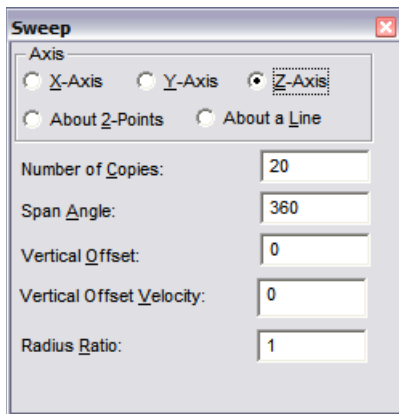 Sweep
Axis
X-Axis Y-Axis Z-Axis
About 2-Points About a Line
Number of Copies: 20
Span Angle: 360
Vertical Offset: 0
Vertical Offset Velocity: 0
Radius Ratio: 1